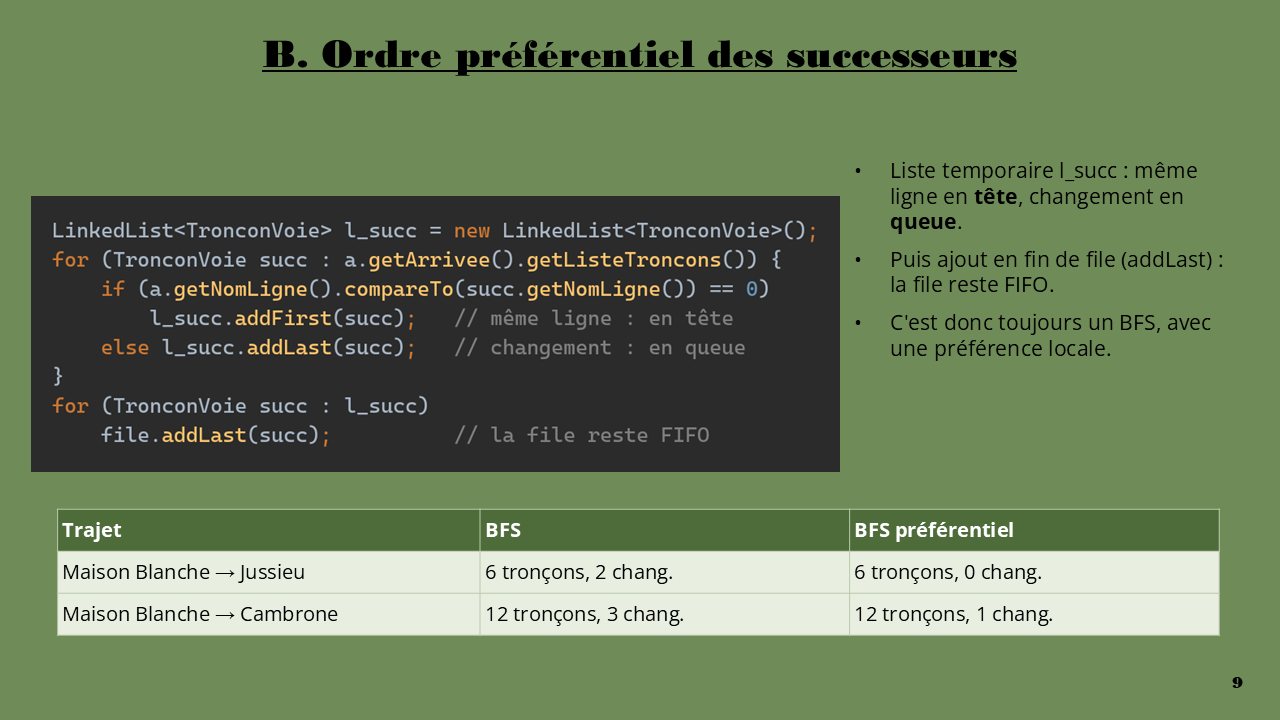 B. Ordre préférentiel des successeurs
LinkedList<TronconVoie> l_succ = new LinkedList<TronconVoie>();
for (TronconVoie succ : a.getArrivee().getListeTroncons()) {
    if (a.getNomLigne().compareTo(succ.getNomLigne()) == 0)
        l_succ.addFirst(succ);   // même ligne : en tête
    else l_succ.addLast(succ);   // changement : en queue
}
for (TronconVoie succ : l_succ)
    file.addLast(succ);          // la file reste FIFO
• Liste temporaire l_succ : même
ligne en tête, changement en
queue.
• Puis ajout en fin de file (addLast) :
la file reste FIFO.
• C'est donc toujours un BFS, avec
une préférence locale.
Trajet BFS BFS préférentiel
Maison Blanche → Jussieu 6 tronçons, 2 chang. 6 tronçons, 0 chang.
Maison Blanche → Cambrone 12 tronçons, 3 chang. 12 tronçons, 1 chang.
9